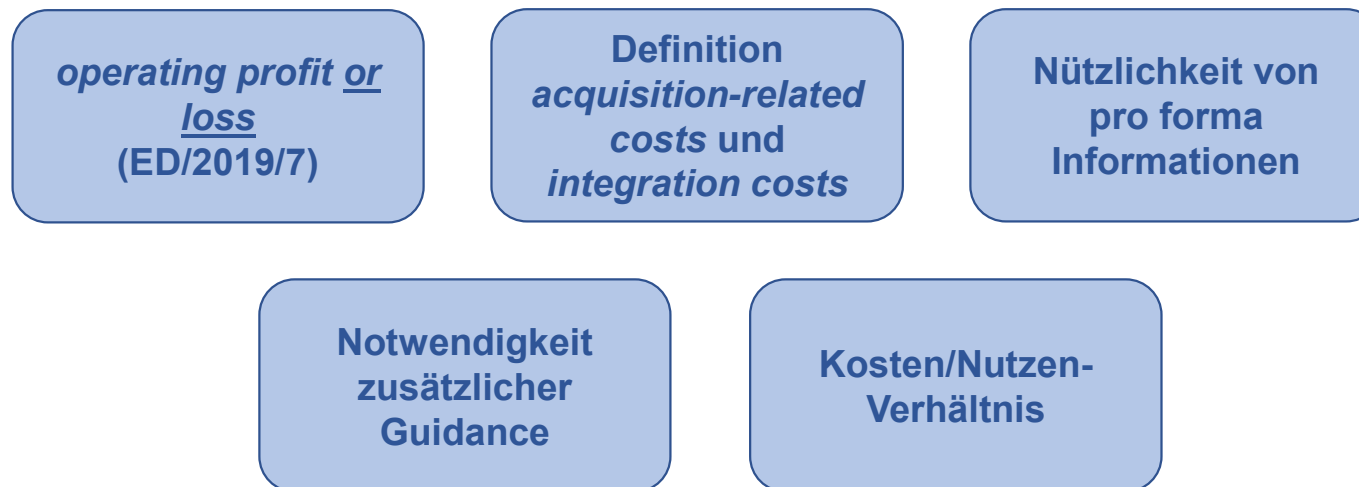 operating profit or
loss
(ED/2019/7)
Definition
acquisition-related
costs und
integration costs
Nützlichkeit von
pro forma
Informationen
Notwendigkeit
zusätzlicher
Guidance
Kosten/Nutzen-
Verhältnis